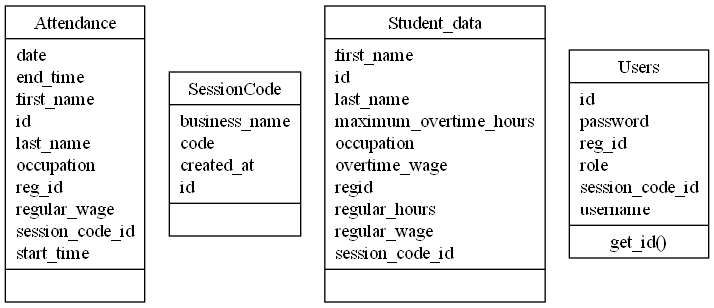 Attendance
date
end_time
first_name
id
last_name
occupation
reg_id
regular_wage
session_code_id
start_time
SessionCode
business_name
code
created_at
id
Student_data
first_name
id
last_name
maximum_overtime_hours
occupation
overtime_wage
regid
regular_hours
regular_wage
session_code_id
Users
id
password
reg_id
role
session_code_id
username
get_id()